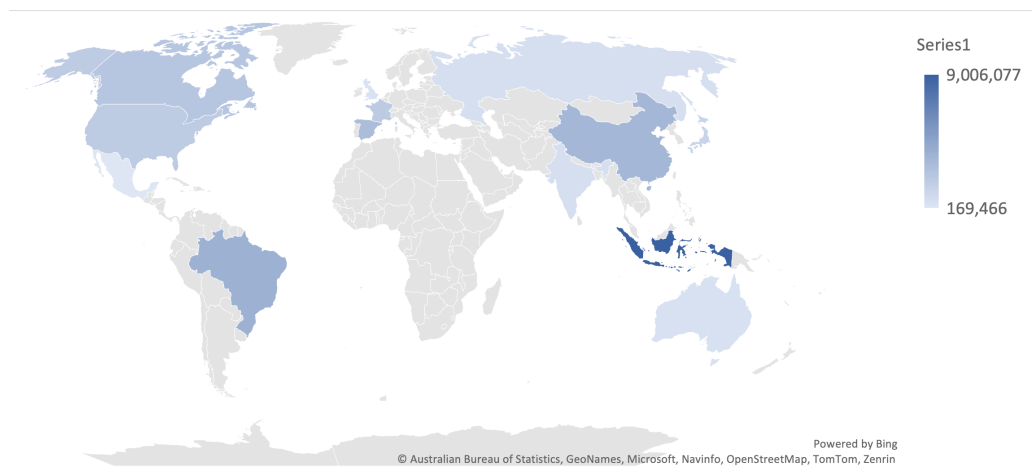 Series1
9,006,077
169,466
Powered by Bing
© Australian Bureau of Statistics, GeoNames, Microsoft, Navinfo, OpenStreetMap, TomTom, Zenrin